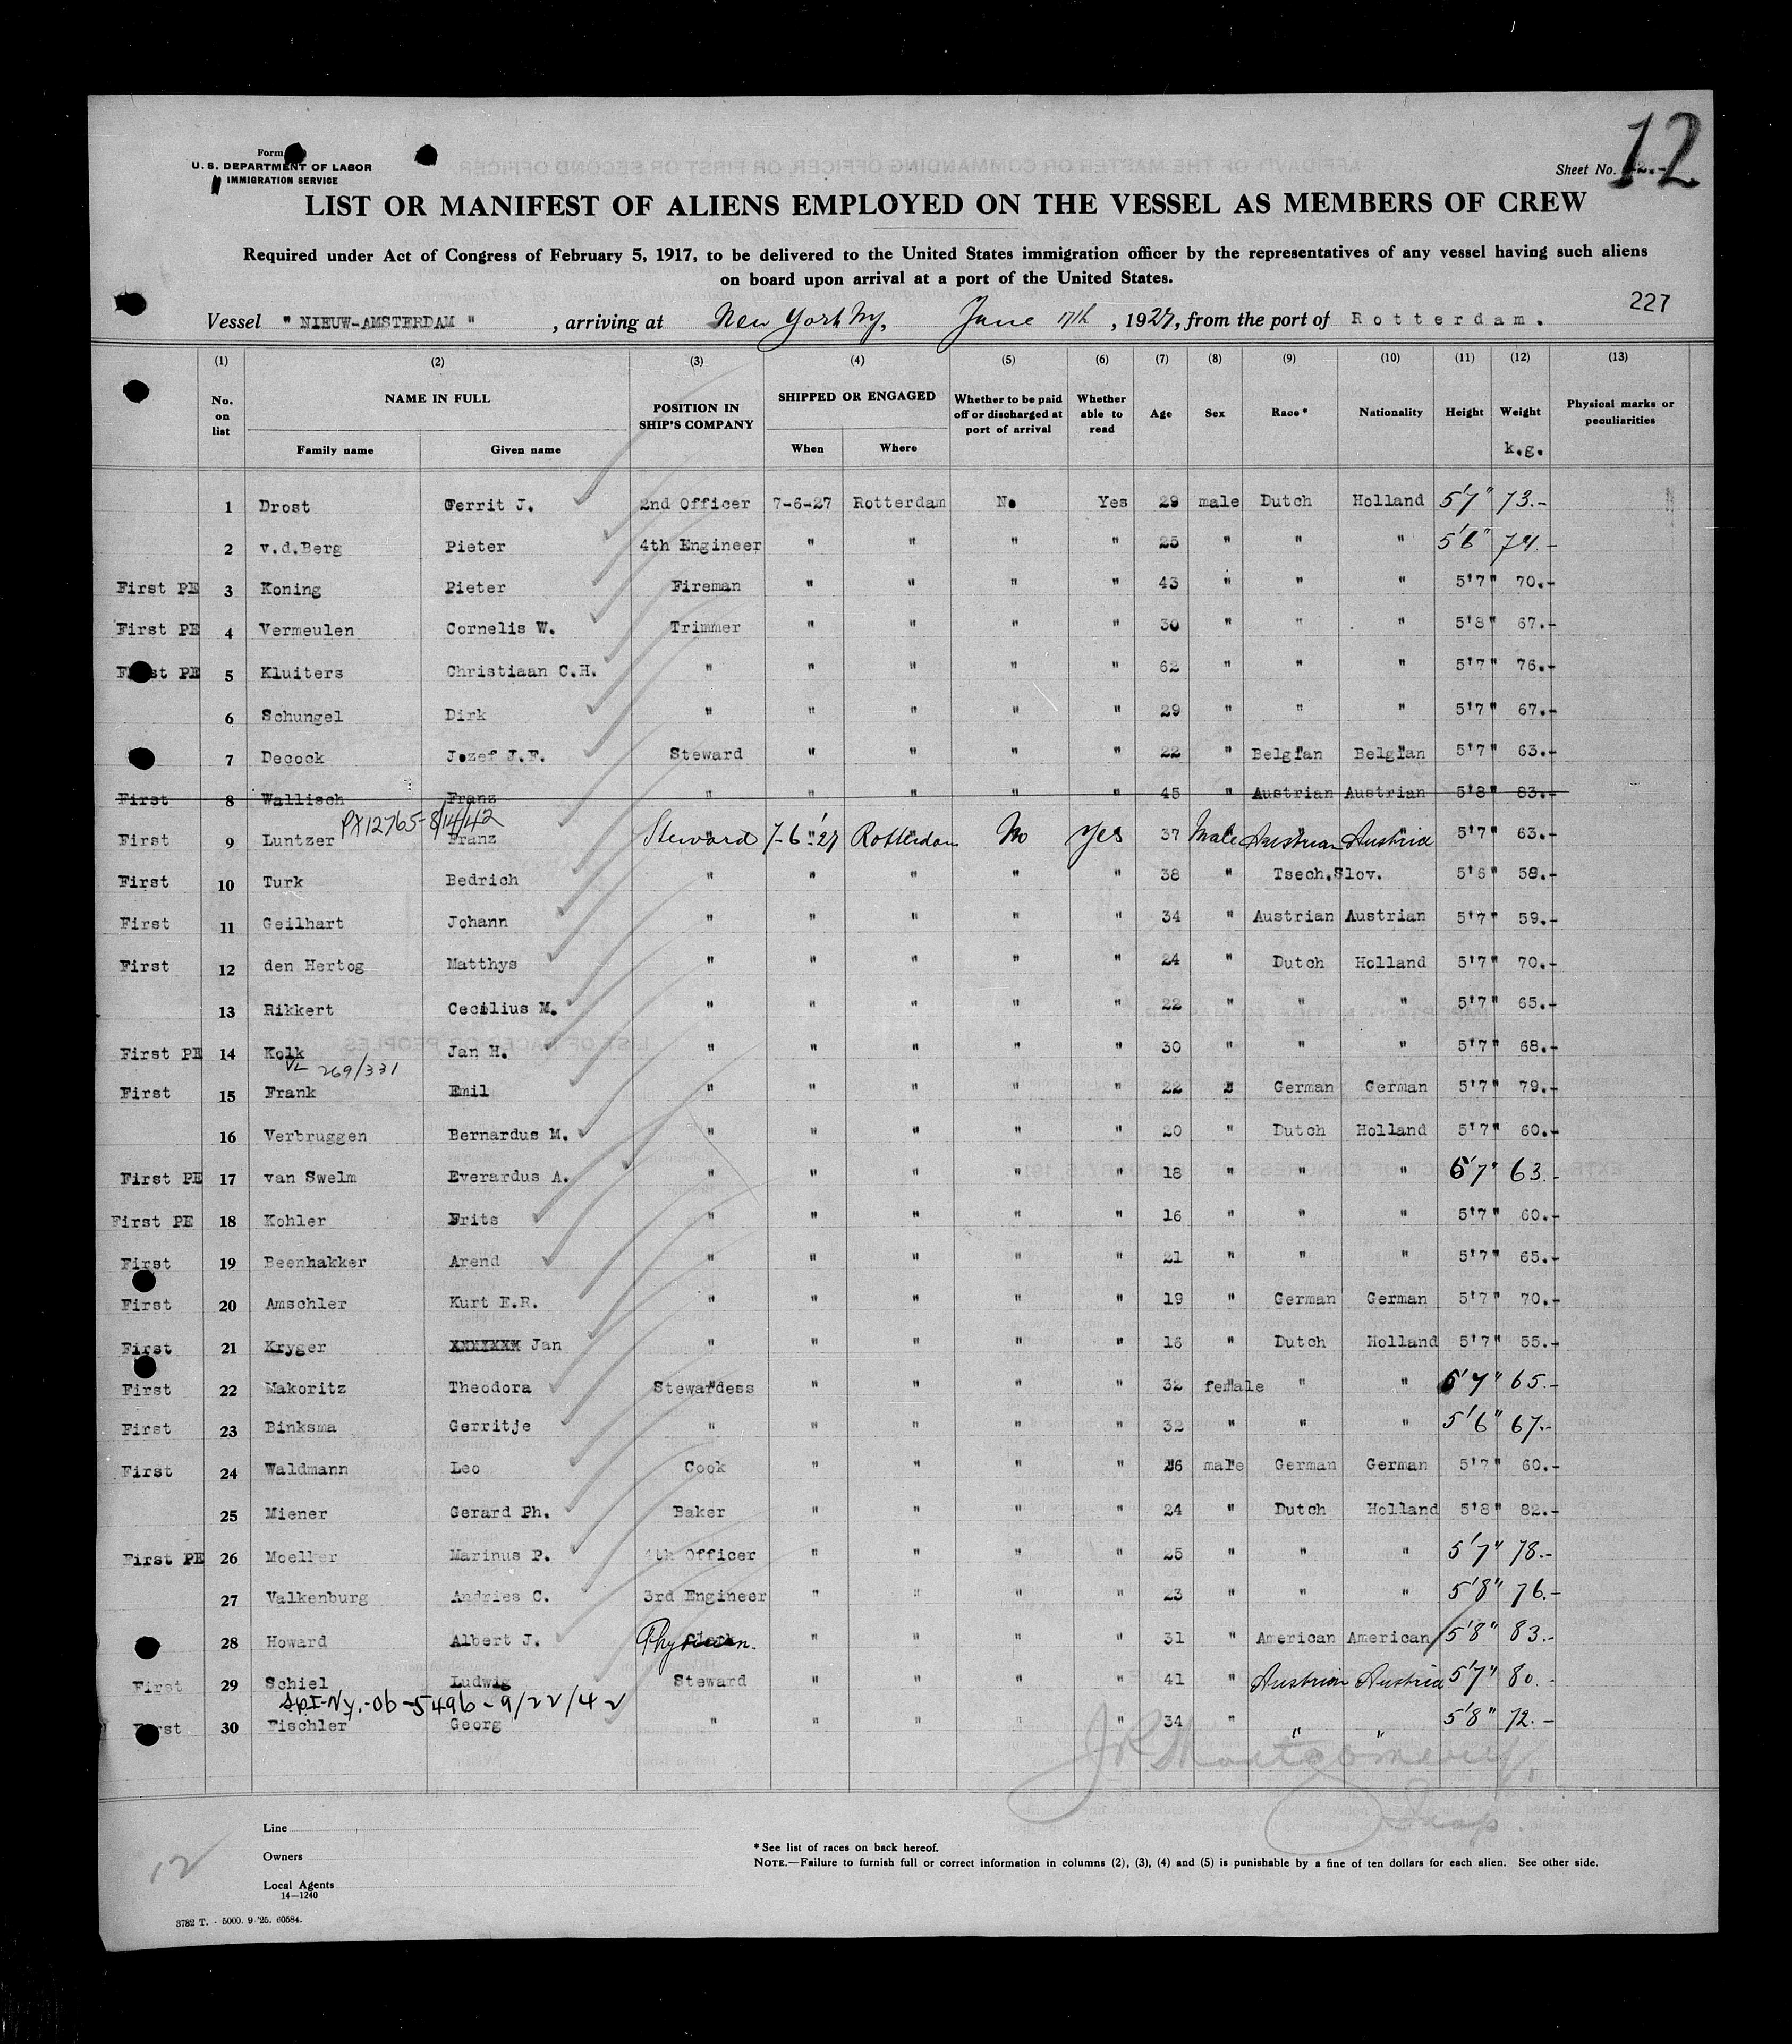 Form
U. S. DEPARTMENT OF LABOR
IMMIGRATION SERVICE
Sheet No. 12
LIST OR MANIFEST OF ALIENS EMPLOYED ON THE VESSEL AS MEMBERS OF CREW
Required under Act of Congress of February 5, 1917, to be delivered to the United States immigration officer by the representatives of any vessel having such aliens
on board upon arrival at a port of the United States.
227
Vessel "NIEUW-AMSTERDAM", arriving at New York Ny, June 17th, 1927, from the port of Rotterdam.
(1) (2) (3) (4) (5) (6) (7) (8) (9) (10) (11) (12) (13)
No. on list NAME IN FULL Family name Given name POSITION IN SHIP'S COMPANY SHIPPED OR ENGAGED When Where Whether to be paid off or discharged at port of arrival Whether able to read Age Sex Race* Nationality Height Weight k.g. Physical marks or peculiarities
1 Drost Gerrit J. 2nd Officer 7-6-27 Rotterdam No Yes 29 male Dutch Holland 5'7" 73.-
2 v.d.Berg Pieter 4th Engineer " " " " 25 " " " 5'6" 74.-
First PE 3 Koning Pieter Fireman " " " " 43 " " " 5'7" 70.-
First PE 4 Vermeulen Cornelis W. Trimmer " " " " 30 " " " 5'8" 67.-
First PE 5 Kluiters Christiaan C.H. " " " " " 62 " " " 5'7" 76.-
6 Schungel Dirk " " " " " 29 " " " 5'7" 67.-
7 Decock Jozef J.F. Steward " " " " 22 " Belgian Belgian 5'7" 63.-
First 8 Wallisch Franz " " " " " 45 " Austrian Austrian 5'8" 83.-
PX12765-8/14/42
First 9 Luntzer Franz Steward 7-6-'27 Rotterdam No Yes 37 Male Austrian Austria 5'7" 63.-
First 10 Turk Bedrich " " " " " 38 " Tsech.Slov. 5'6" 58.-
First 11 Geilhart Johann " " " " " 34 " Austrian Austrian 5'7" 59.-
First 12 den Hertog Matthys " " " " " 24 " Dutch Holland 5'7" 70.-
13 Rikkert Cecilius M. " " " " " 22 " " " 5'7" 65.-
First PE 14 Kolk Jan H. " " " " " 30 " " " 5'7" 68.-
VL 269/331
First 15 Frank Emil " " " " " 22 " German German 5'7" 79.-
16 Verbruggen Bernardus M. " " " " " 20 " Dutch Holland 5'7" 60.-
First PE 17 van Swelm Everardus A. " " " " " 18 " " " 5'7" 63.-
First PE 18 Kohler Frits " " " " " 16 " " " 5'7" 60.-
First 19 Beenhakker Arend " " " " " 21 " " " 5'7" 65.-
First 20 Amschler Kurt E.R. " " " " " 19 " German German 5'7" 70.-
First 21 Kryger Jan " " " " " 16 " Dutch Holland 5'7" 55.-
First 22 Makoritz Theodora Stewardess " " " " 32 female " " 5'7" 65.-
First 23 Binksma Gerritje " " " " " 32 " " " 5'6" 67.-
First 24 Waldmann Leo Cook " " " " 26 male German German 5'7" 60.-
25 Miener Gerard Ph. Baker " " " " 24 " Dutch Holland 5'8" 82.-
First PE 26 Moeller Marinus P. 4th Officer " " " " 25 " " " 5'7" 78.-
27 Valkenburg Andries C. 3rd Engineer " " " " 23 " " " 5'8" 76.-
28 Howard Albert J. Physician. " " " " 31 " American American 5'8" 83.-
First 29 Schiel Ludwig Steward " " " " 41 " Austrian Austria 5'7" 80.-
SPI-NY.-06-5496-9/22/42
First 30 Fischler Georg " " " " " 34 " " " 5'8" 72.-
J R Montgomery
Insp.
12
Line
Owners
Local Agents
14—1240
* See list of races on back hereof.
NOTE.—Failure to furnish full or correct information in columns (2), (3), (4) and (5) is punishable by a fine of ten dollars for each alien. See other side.
3782 T. - 5000. 9-'25. 60584.